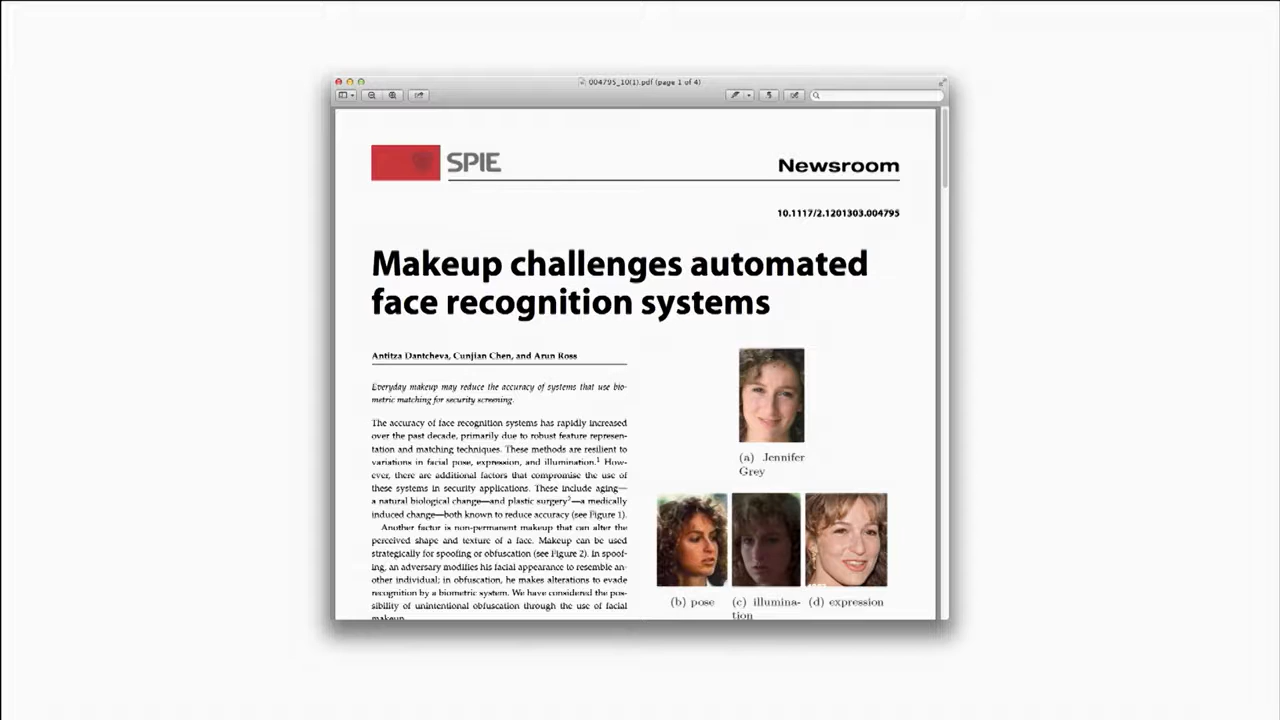 004795_10(1).pdf (page 1 of 4)
SPIE
Newsroom
10.1117/2.1201303.004795
Makeup challenges automated
face recognition systems
Antitza Dantcheva, Cunjian Chen, and Arun Ross
Everyday makeup may reduce the accuracy of systems that use bio-
metric matching for security screening.
The accuracy of face recognition systems has rapidly increased
over the past decade, primarily due to robust feature represen-
tation and matching techniques. These methods are resilient to
variations in facial pose, expression, and illumination.1 How-
ever, there are additional factors that compromise the use of
these systems in security applications. These include aging—
a natural biological change—and plastic surgery2—a medically
induced change—both known to reduce accuracy (see Figure 1).
Another factor is non-permanent makeup that can alter the
perceived shape and texture of a face. Makeup can be used
strategically for spoofing or obfuscation (see Figure 2). In spoof-
ing, an adversary modifies his facial appearance to resemble an-
other individual; in obfuscation, he makes alterations to evade
recognition by a biometric system. We have considered the pos-
sibility of unintentional obfuscation through the use of facial
makeup
(a) Jennifer
Grey
(b) pose
(c) illumina-
tion
(d) expression